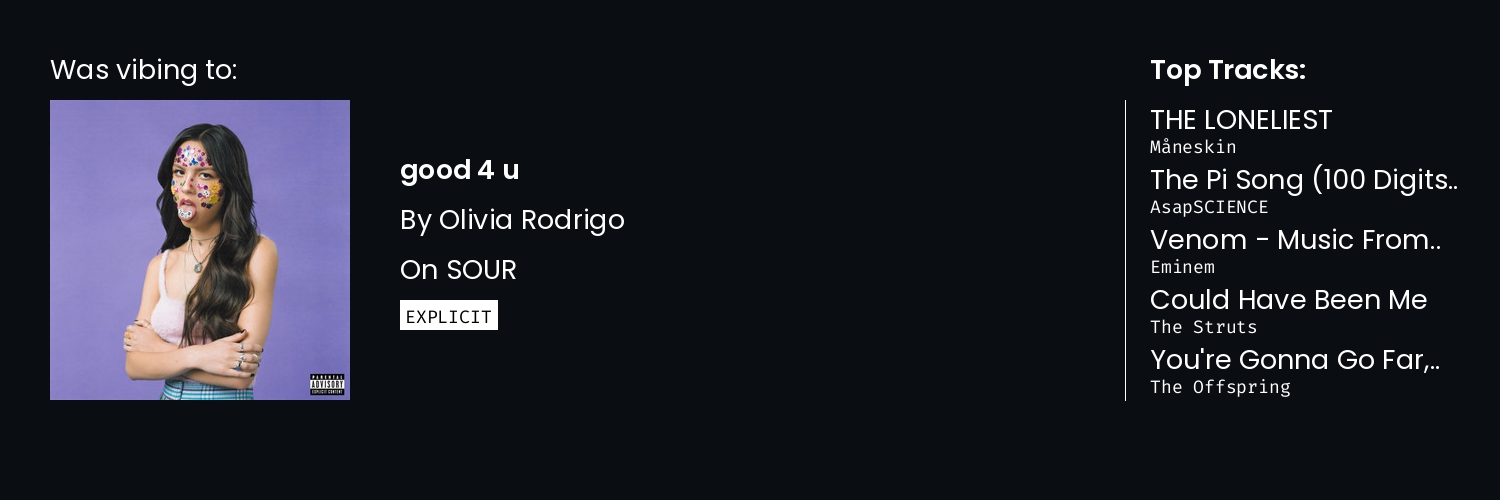 Was vibing to:
PARENTAL
ADVISORY
EXPLICIT CONTENT
good 4 u
By Olivia Rodrigo
On SOUR
EXPLICIT
Top Tracks:
THE LONELIEST
Måneskin
The Pi Song (100 Digits..
AsapSCIENCE
Venom - Music From..
Eminem
Could Have Been Me
The Struts
You're Gonna Go Far,..
The Offspring